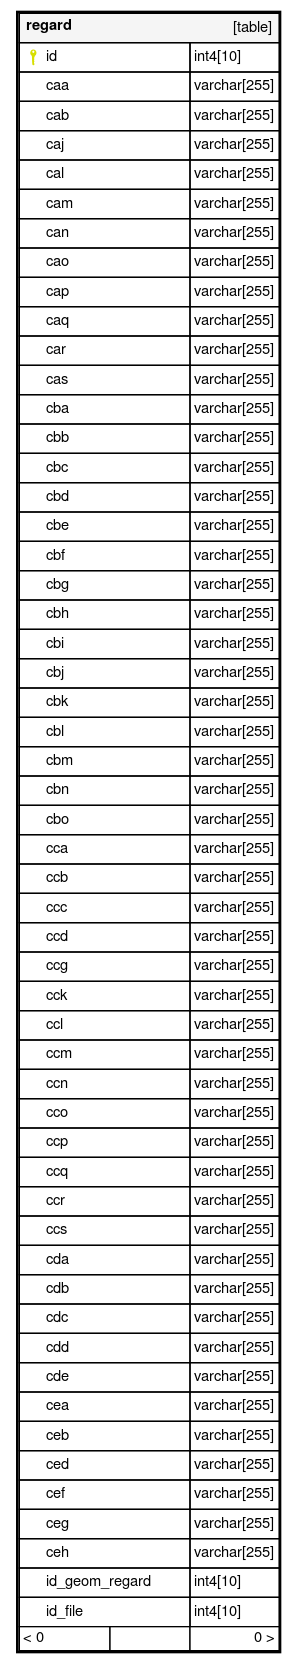 regard [table]
id int4[10]
caa varchar[255]
cab varchar[255]
caj varchar[255]
cal varchar[255]
cam varchar[255]
can varchar[255]
cao varchar[255]
cap varchar[255]
caq varchar[255]
car varchar[255]
cas varchar[255]
cba varchar[255]
cbb varchar[255]
cbc varchar[255]
cbd varchar[255]
cbe varchar[255]
cbf varchar[255]
cbg varchar[255]
cbh varchar[255]
cbi varchar[255]
cbj varchar[255]
cbk varchar[255]
cbl varchar[255]
cbm varchar[255]
cbn varchar[255]
cbo varchar[255]
cca varchar[255]
ccb varchar[255]
ccc varchar[255]
ccd varchar[255]
ccg varchar[255]
cck varchar[255]
ccl varchar[255]
ccm varchar[255]
ccn varchar[255]
cco varchar[255]
ccp varchar[255]
ccq varchar[255]
ccr varchar[255]
ccs varchar[255]
cda varchar[255]
cdb varchar[255]
cdc varchar[255]
cdd varchar[255]
cde varchar[255]
cea varchar[255]
ceb varchar[255]
ced varchar[255]
cef varchar[255]
ceg varchar[255]
ceh varchar[255]
id_geom_regard int4[10]
id_file int4[10]
< 0 0 >